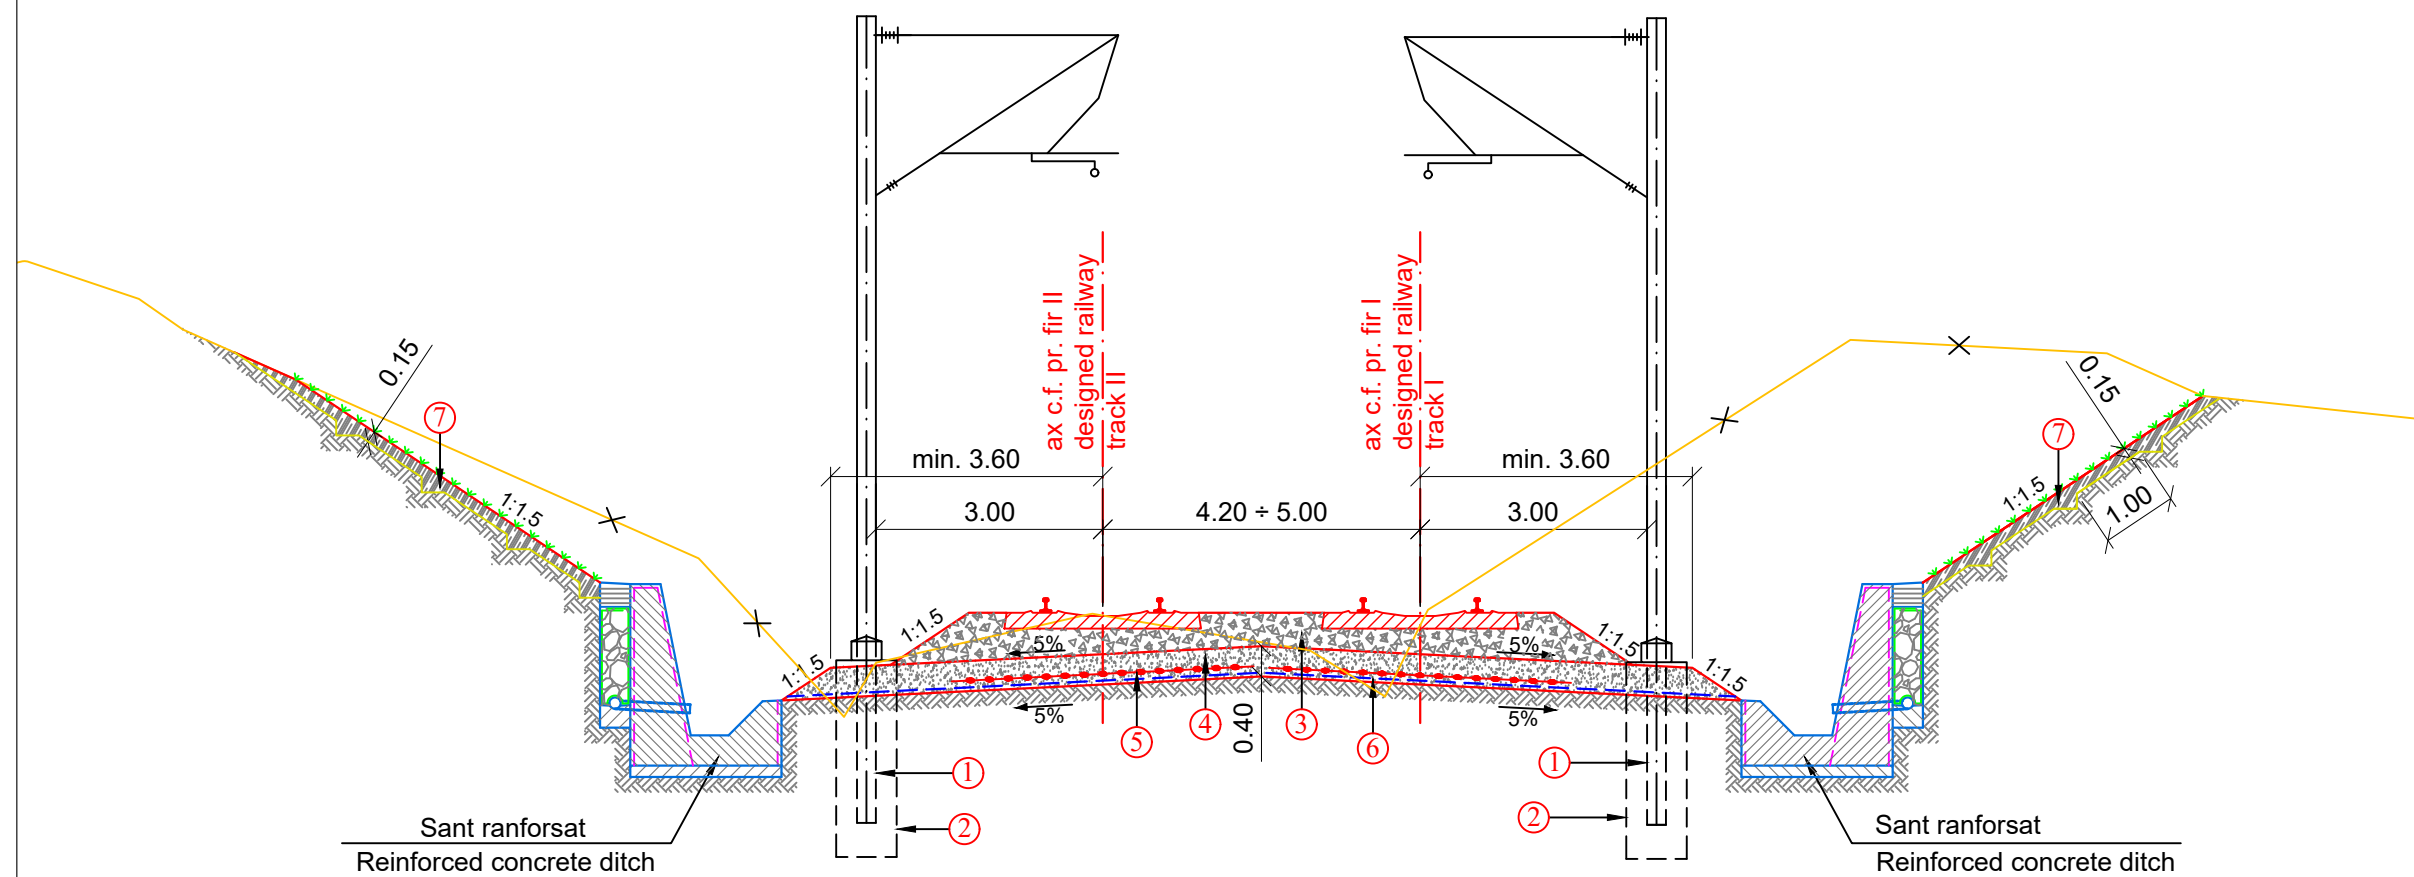 0.15
7
1:1.5
ax c.f. pr. fir II
designed railway
track II
ax c.f. pr. fir I
designed railway
track I
0.15
7
1:1.5
1.00
min. 3.60
min. 3.60
3.00
4.20 ÷ 5.00
3.00
1:1.5
1:1.5
5%
5%
1:1.5
1:1.5
5%
5%
0.40
5
4
3
6
1
2
1
2
Sant ranforsat
Reinforced concrete ditch
Sant ranforsat
Reinforced concrete ditch